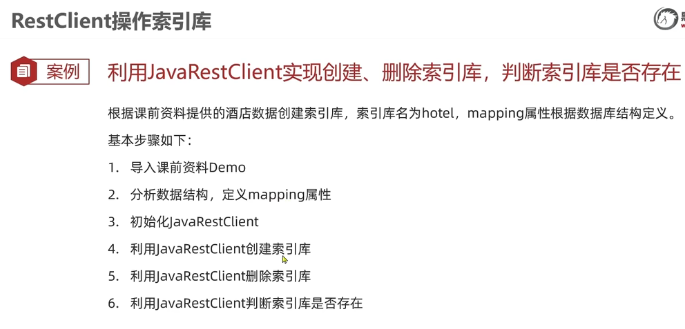 RestClient操作索引库
案例
利用JavaRestClient实现创建、删除索引库，判断索引库是否存在
根据课前资料提供的酒店数据创建索引库，索引库名为hotel，mapping属性根据数据库结构定义。
基本步骤如下：
1. 导入课前资料Demo
2. 分析数据结构，定义mapping属性
3. 初始化JavaRestClient
4. 利用JavaRestClient创建索引库
5. 利用JavaRestClient删除索引库
6. 利用JavaRestClient判断索引库是否存在